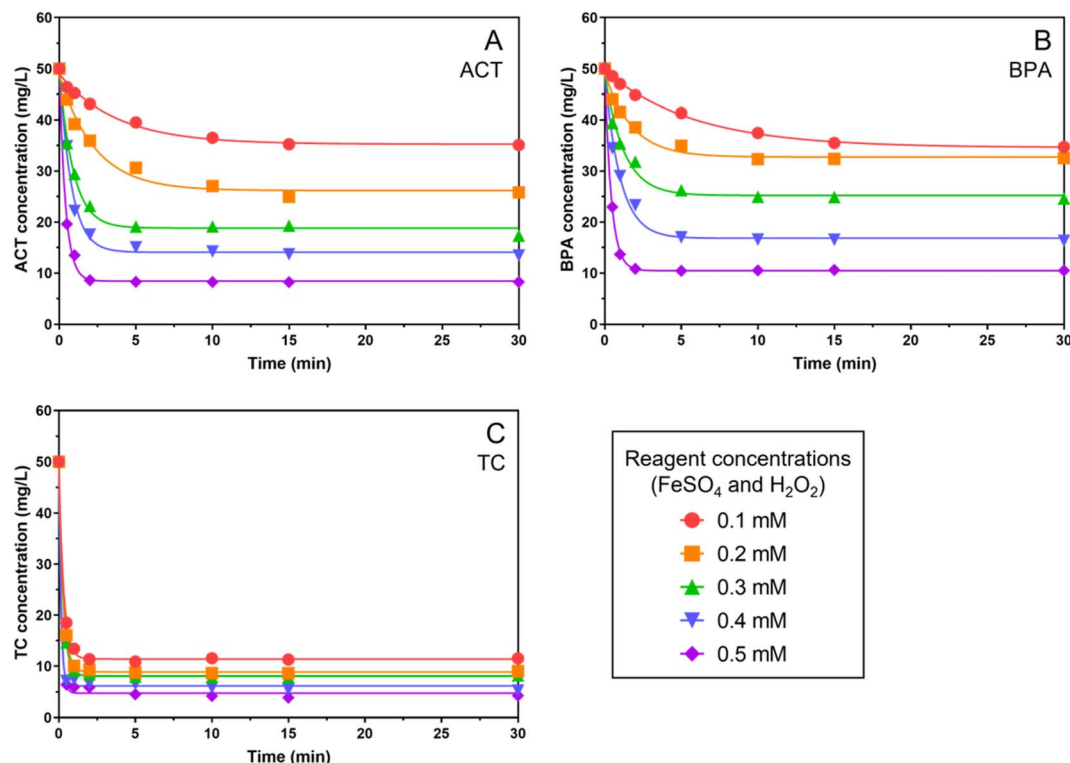 A
ACT
60
50
40
30
20
10
0
ACT concentration (mg/L)
0 5 10 15 20 25 30
Time (min)
B
BPA
60
50
40
30
20
10
0
BPA concentration (mg/L)
0 5 10 15 20 25 30
Time (min)
C
TC
60
50
40
30
20
10
0
TC concentration (mg/L)
0 5 10 15 20 25 30
Time (min)
Reagent concentrations
(FeSO₄ and H₂O₂)
0.1 mM
0.2 mM
0.3 mM
0.4 mM
0.5 mM